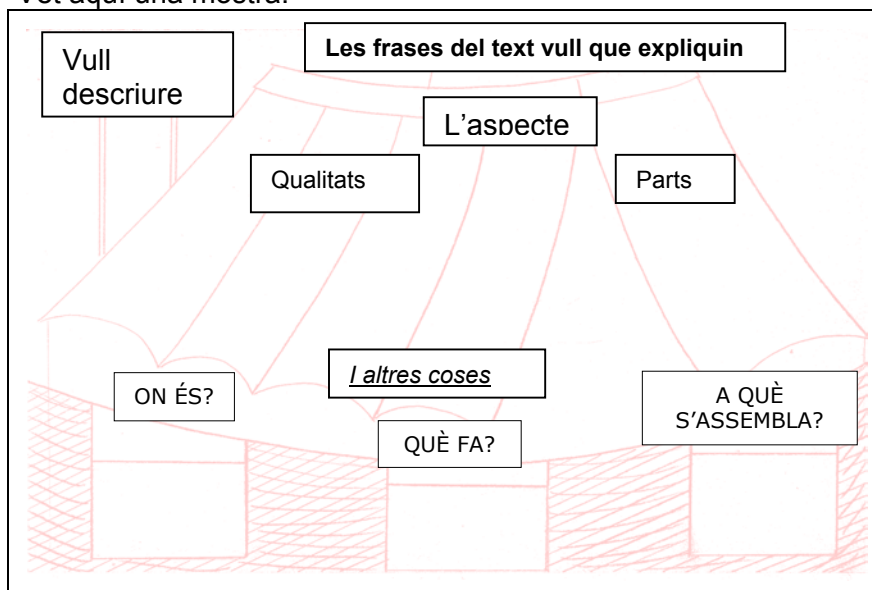 Vet aquí una mostra:
Les frases del text vull que expliquin
Vull
descriure
L'aspecte
Qualitats
Parts
I altres coses
ON ÉS?
A QUÈ
S'ASSEMBLA?
QUÈ FA?